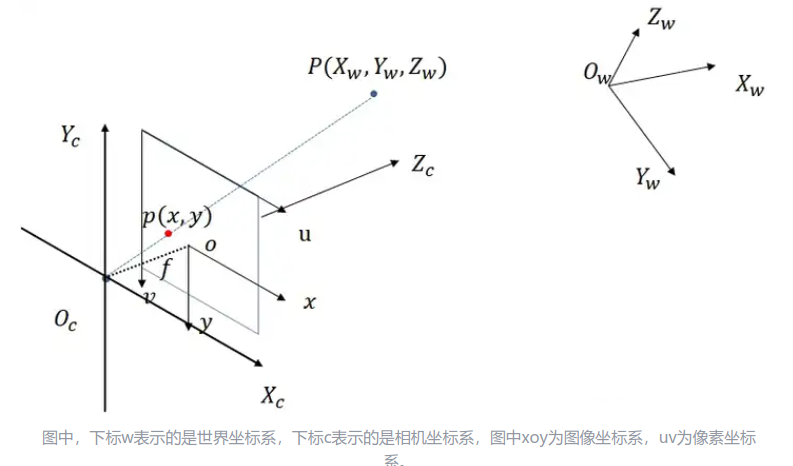 Z_w
P(X_w, Y_w, Z_w)
O_w
X_w
Y_c
Z_c
Y_w
p(x, y)
o
u
f
v
x
O_c
y
X_c
图中，下标w表示的是世界坐标系，下标c表示的是相机坐标系，图中xoy为图像坐标系，uv为像素坐标
系。